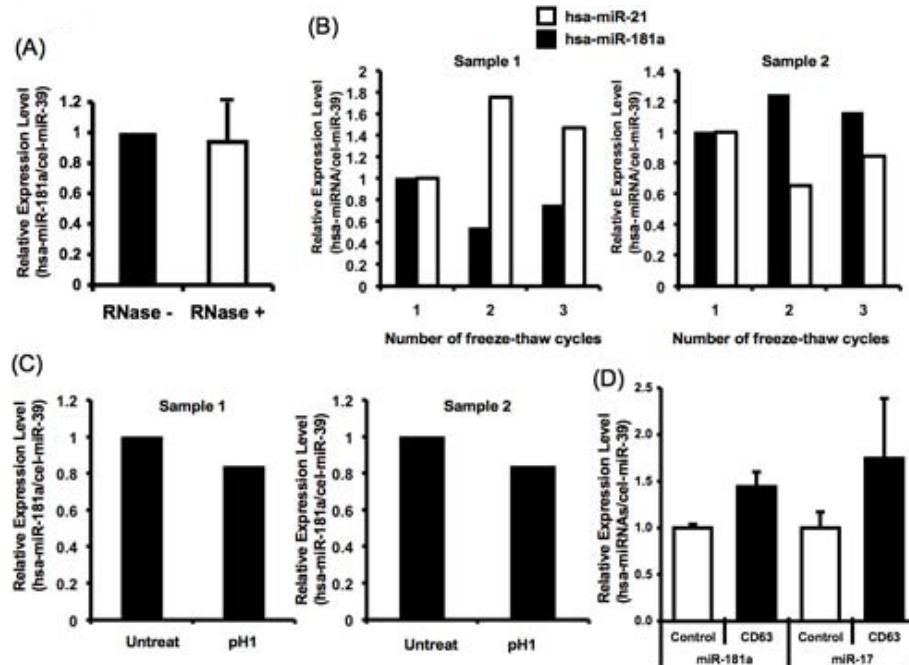 (A)
Relative Expression Level
(hsa-miR-181a/cel-miR-39)
1.2
1
0.8
0.6
0.4
0.2
0
RNase -
RNase +
(B)
hsa-miR-21
hsa-miR-181a
Sample 1
Relative Expression Level
(hsa-miRNA/cel-miR-39)
2
1.8
1.6
1.4
1.2
1
0.8
0.6
0.4
0.2
0
1 2 3
Number of freeze-thaw cycles
Sample 2
Relative Expression Level
(hsa-miRNA/cel-miR-39)
1.4
1.2
1
0.8
0.6
0.4
0.2
0
1 2 3
Number of freeze-thaw cycles
(C)
Sample 1
Relative Expression Level
(hsa-miR-181a/cel-miR-39)
1.2
1
0.8
0.6
0.4
0.2
0
Untreat pH1
Sample 2
Relative Expression Level
(hsa-miR-181a/cel-miR-39)
1.2
1
0.8
0.6
0.4
0.2
0
Untreat pH1
(D)
Relative Expression Level
(hsa-miRNAs/cel-miR-39)
2.5
2.0
1.5
1.0
0.5
0.0
Control CD63 Control CD63
miR-181a miR-17